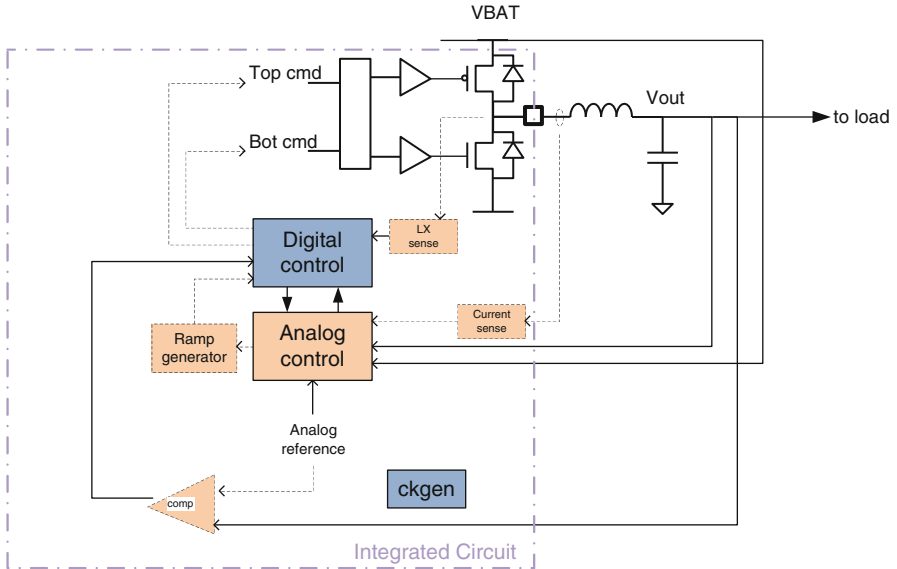 VBAT
Top cmd
Bot cmd
Vout
to load
LX
sense
Digital
control
Current
sense
Ramp
generator
Analog
control
Analog
reference
comp
ckgen
Integrated Circuit